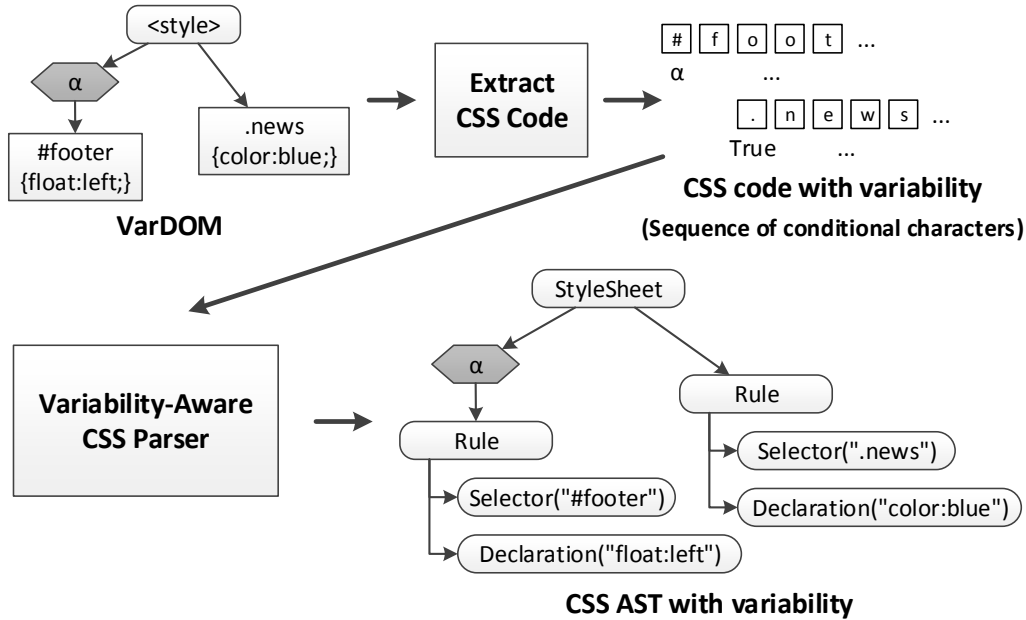 <style>
α
#footer
{float:left;}
.news
{color:blue;}
VarDOM
Extract
CSS Code
# f o o t ...
α ...
. n e w s ...
True ...
CSS code with variability
(Sequence of conditional characters)
Variability-Aware
CSS Parser
StyleSheet
α
Rule
Selector("#footer")
Declaration("float:left")
Rule
Selector(".news")
Declaration("color:blue")
CSS AST with variability